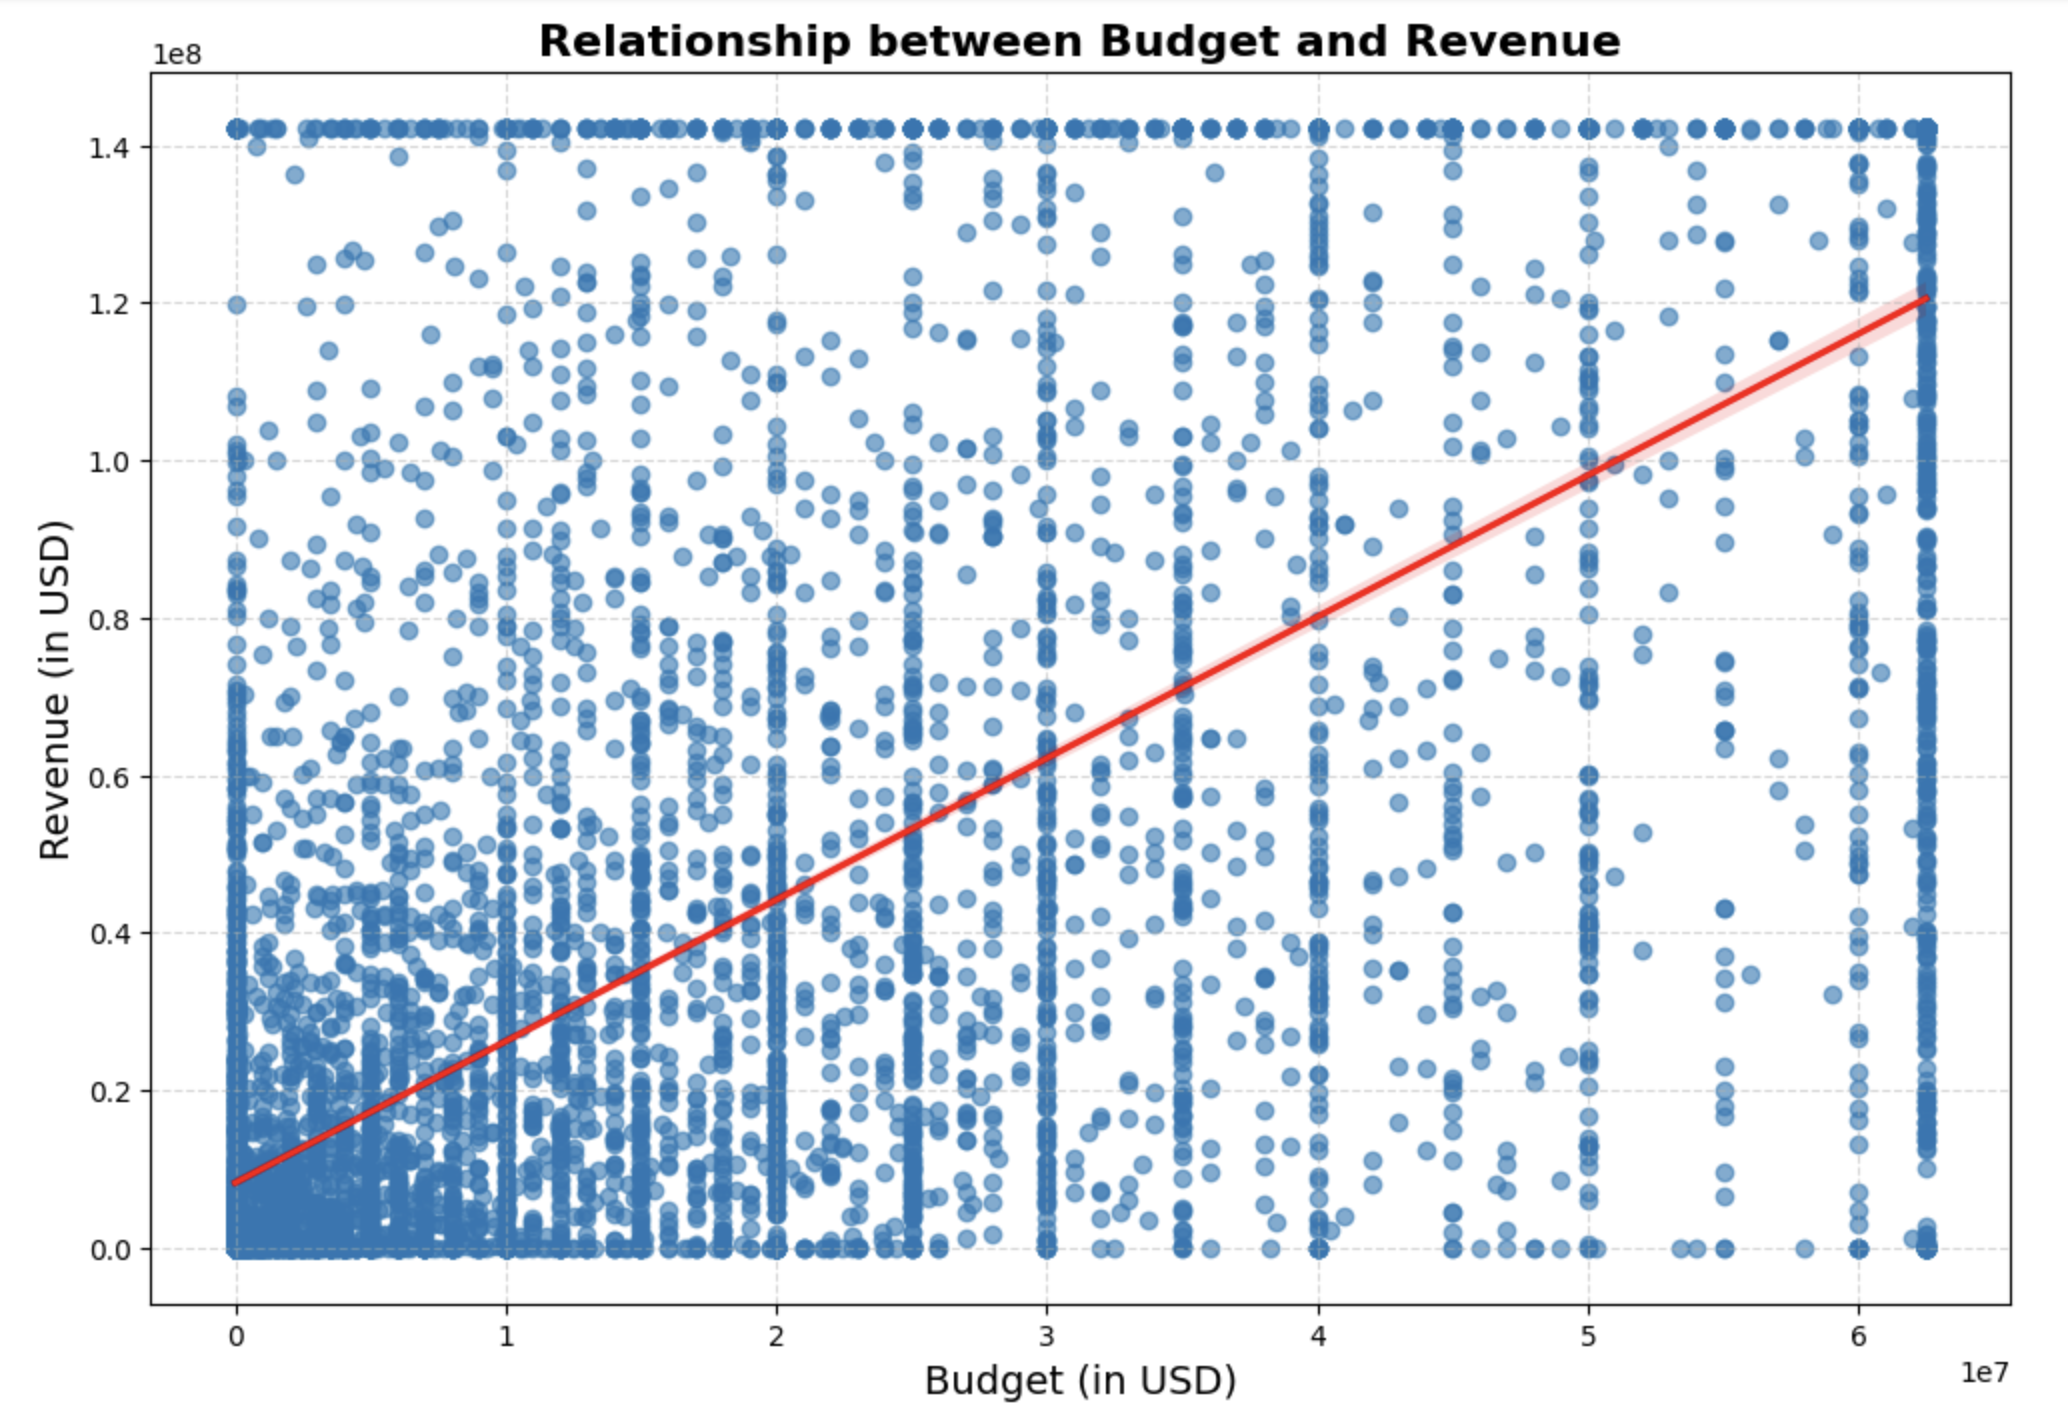 Relationship between Budget and Revenue
1e8
1.4
1.2
1.0
0.8
0.6
0.4
0.2
0.0
Revenue (in USD)
0 1 2 3 4 5 6
1e7
Budget (in USD)